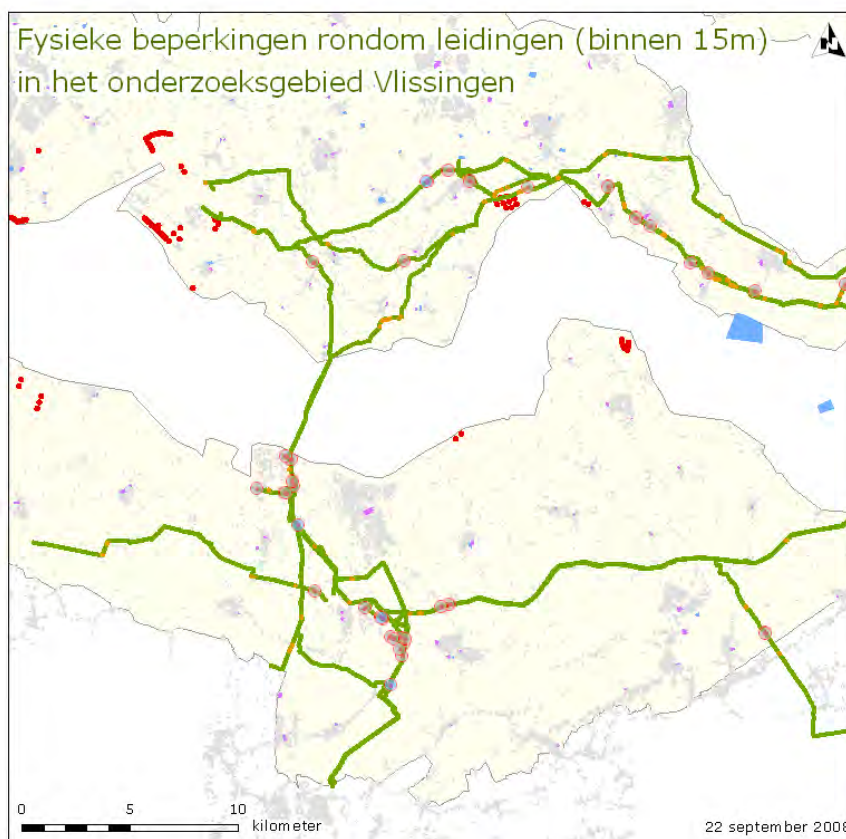 Fysieke beperkingen rondom leidingen (binnen 15m)
in het onderzoeksgebied Vlissingen
0 5 10
kilometer
22 september 2008